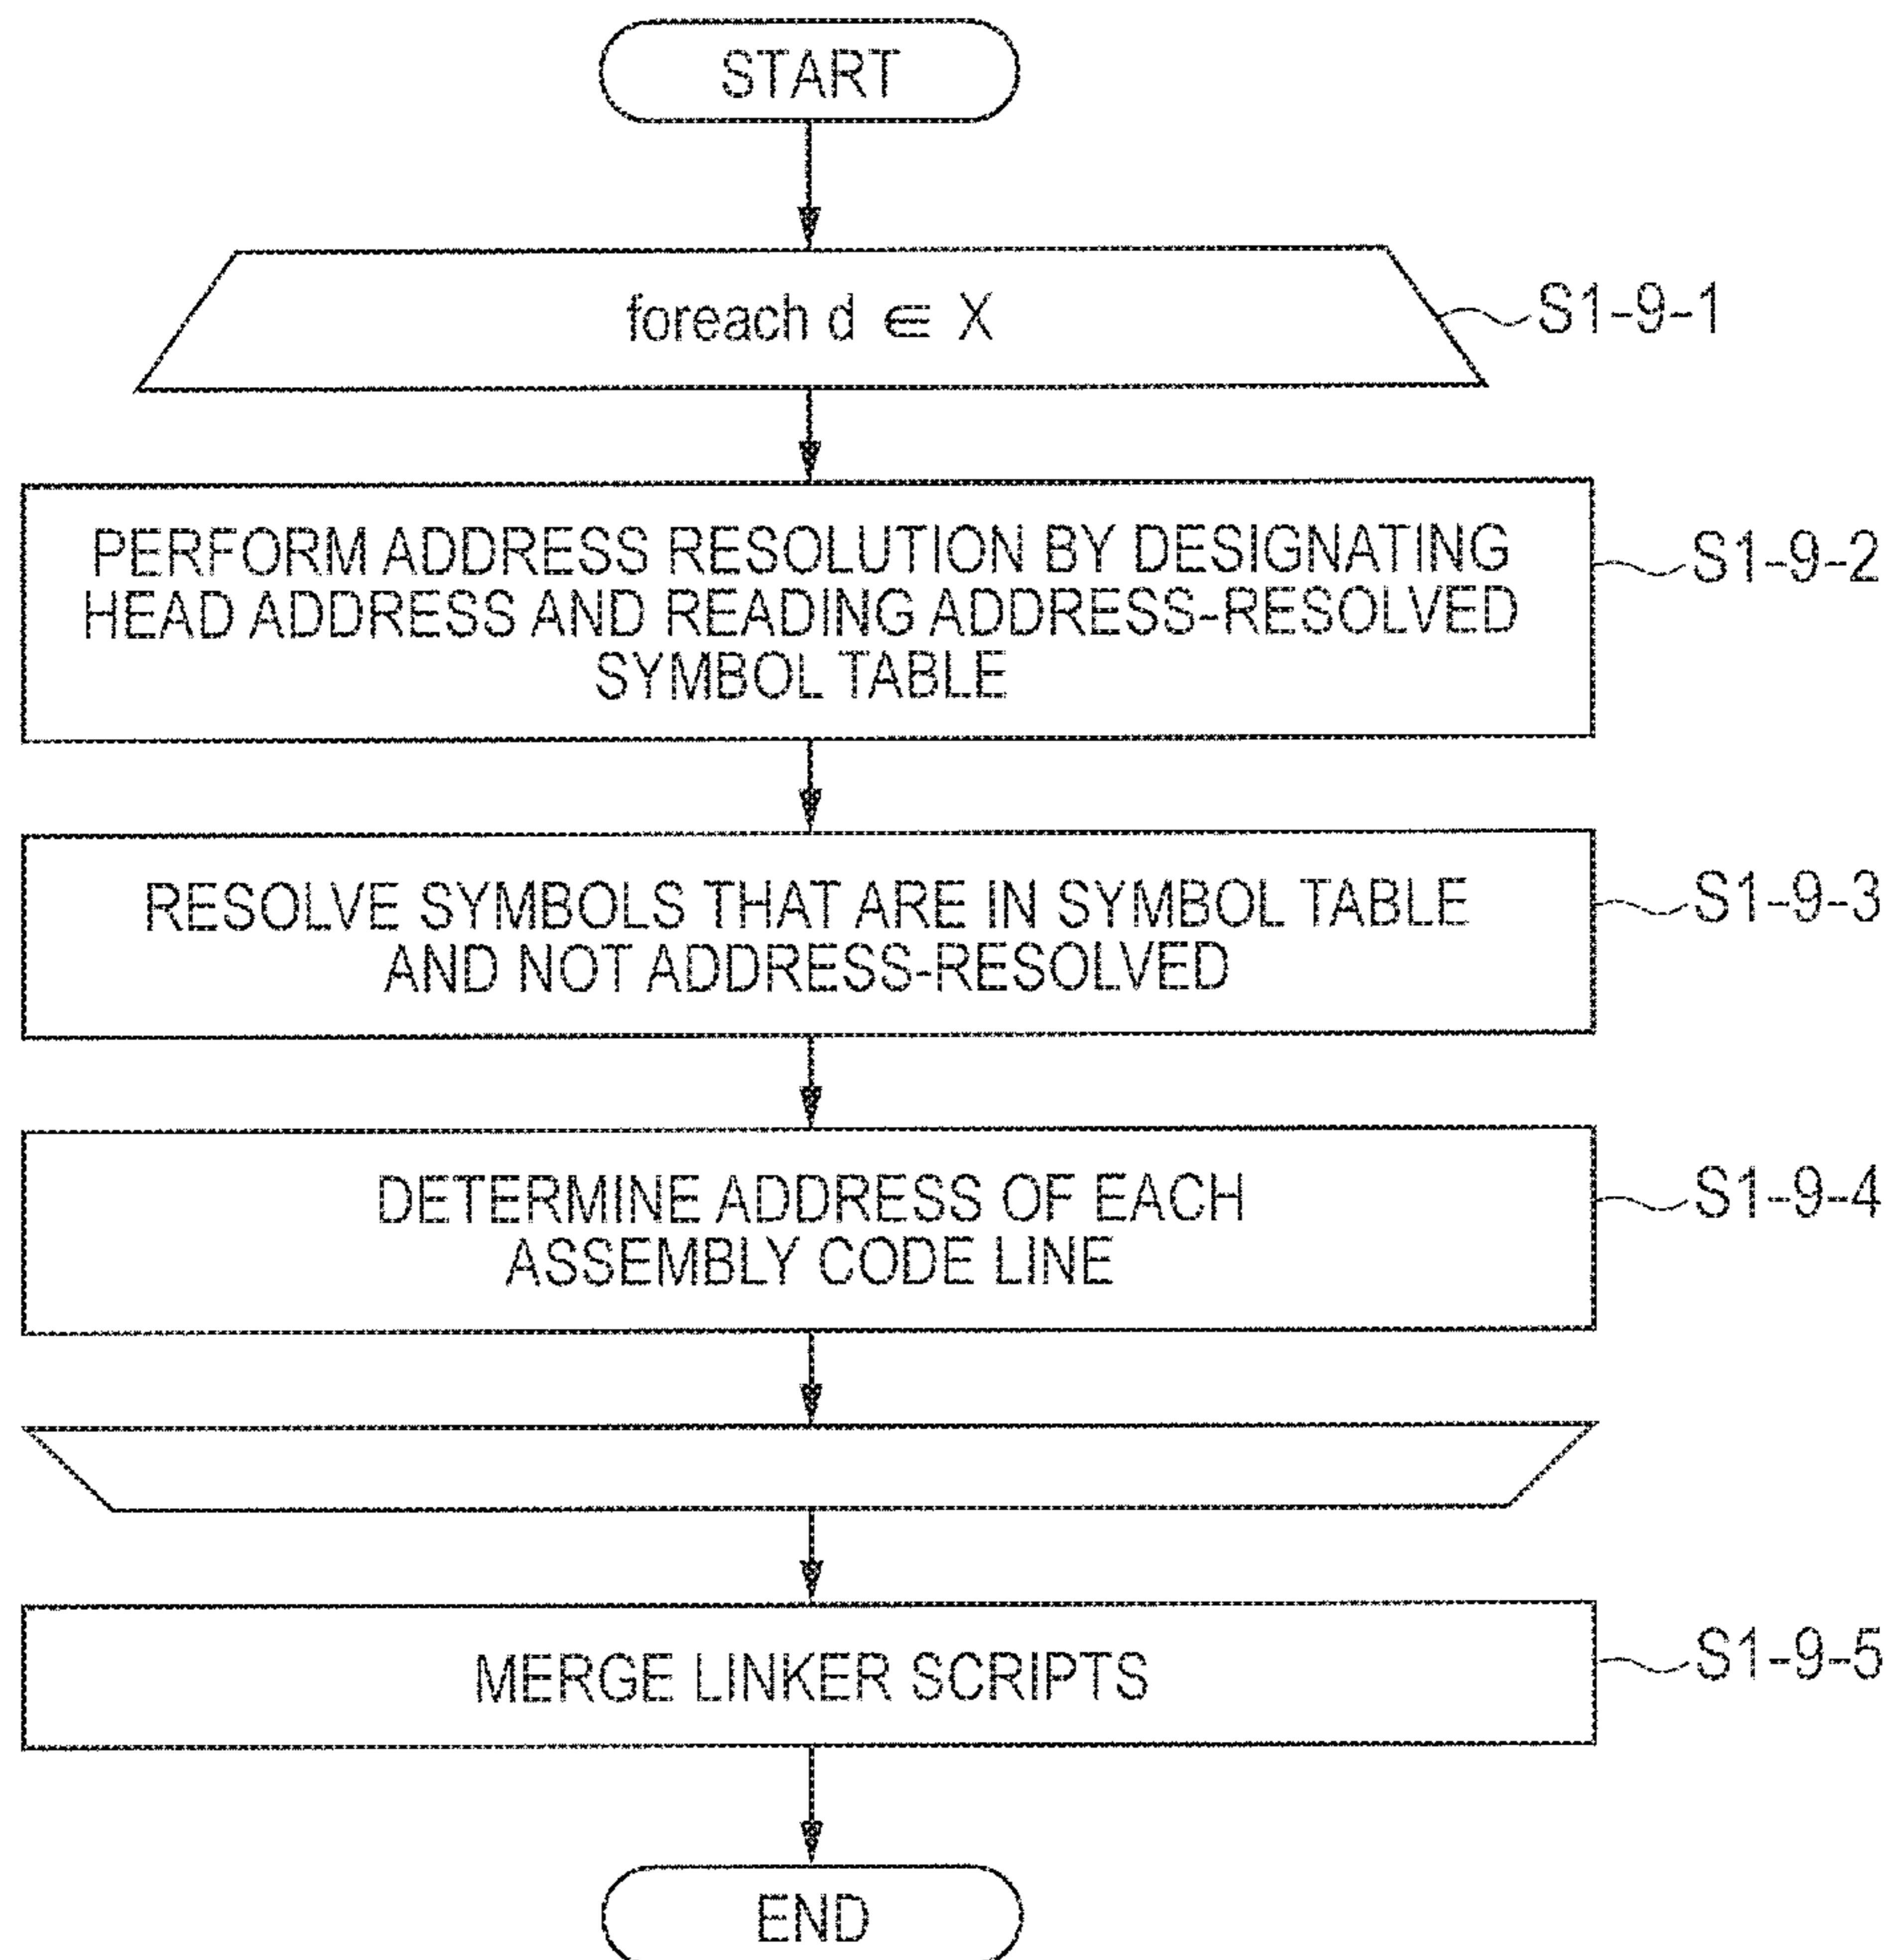 START
foreach d ∈ X
S1-9-1
PERFORM ADDRESS RESOLUTION BY DESIGNATING
HEAD ADDRESS AND READING ADDRESS-RESOLVED
SYMBOL TABLE
S1-9-2
RESOLVE SYMBOLS THAT ARE IN SYMBOL TABLE
AND NOT ADDRESS-RESOLVED
S1-9-3
DETERMINE ADDRESS OF EACH
ASSEMBLY CODE LINE
S1-9-4
MERGE LINKER SCRIPTS
S1-9-5
END